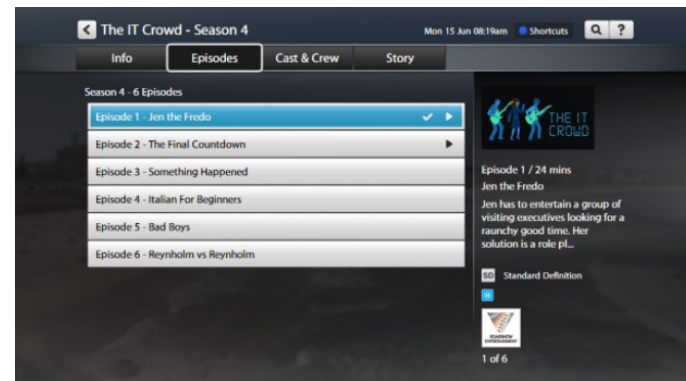 The IT Crowd - Season 4
Mon 15 Jun 08:19am
Shortcuts
?
Info
Episodes
Cast & Crew
Story
Season 4 - 6 Episodes
Episode 1 - Jen the Fredo
Episode 2 - The Final Countdown
Episode 3 - Something Happened
Episode 4 - Italian For Beginners
Episode 5 - Bad Boys
Episode 6 - Reynholm vs Reynholm
THE IT
CROWD
Episode 1 / 24 mins
Jen the Fredo
Jen has to entertain a group of
visiting executives looking for a
raunchy good time. Her
solution is a role pl...
SD Standard Definition
ROADSHOW
ENTERTAINMENT
1 of 6